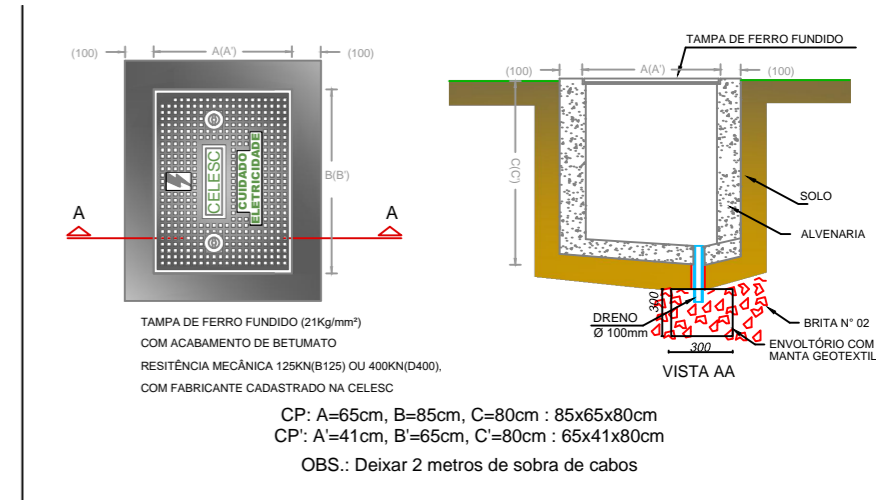 (100) A(A') (100)
B(B')
CELESC
CUIDADO
ELETRICIDADE
A A
TAMPA DE FERRO FUNDIDO (21Kg/mm²)
COM ACABAMENTO DE BETUMATO
RESITÊNCIA MECÂNICA 125KN(B125) OU 400KN(D400),
COM FABRICANTE CADASTRADO NA CELESC
TAMPA DE FERRO FUNDIDO
(100) A(A') (100)
C(C')
SOLO
ALVENARIA
DRENO
Ø 100mm
300
300
BRITA N° 02
ENVOLTÓRIO COM
MANTA GEOTEXTIL
VISTA AA
CP: A=65cm, B=85cm, C=80cm : 85x65x80cm
CP': A'=41cm, B'=65cm, C'=80cm : 65x41x80cm
OBS.: Deixar 2 metros de sobra de cabos